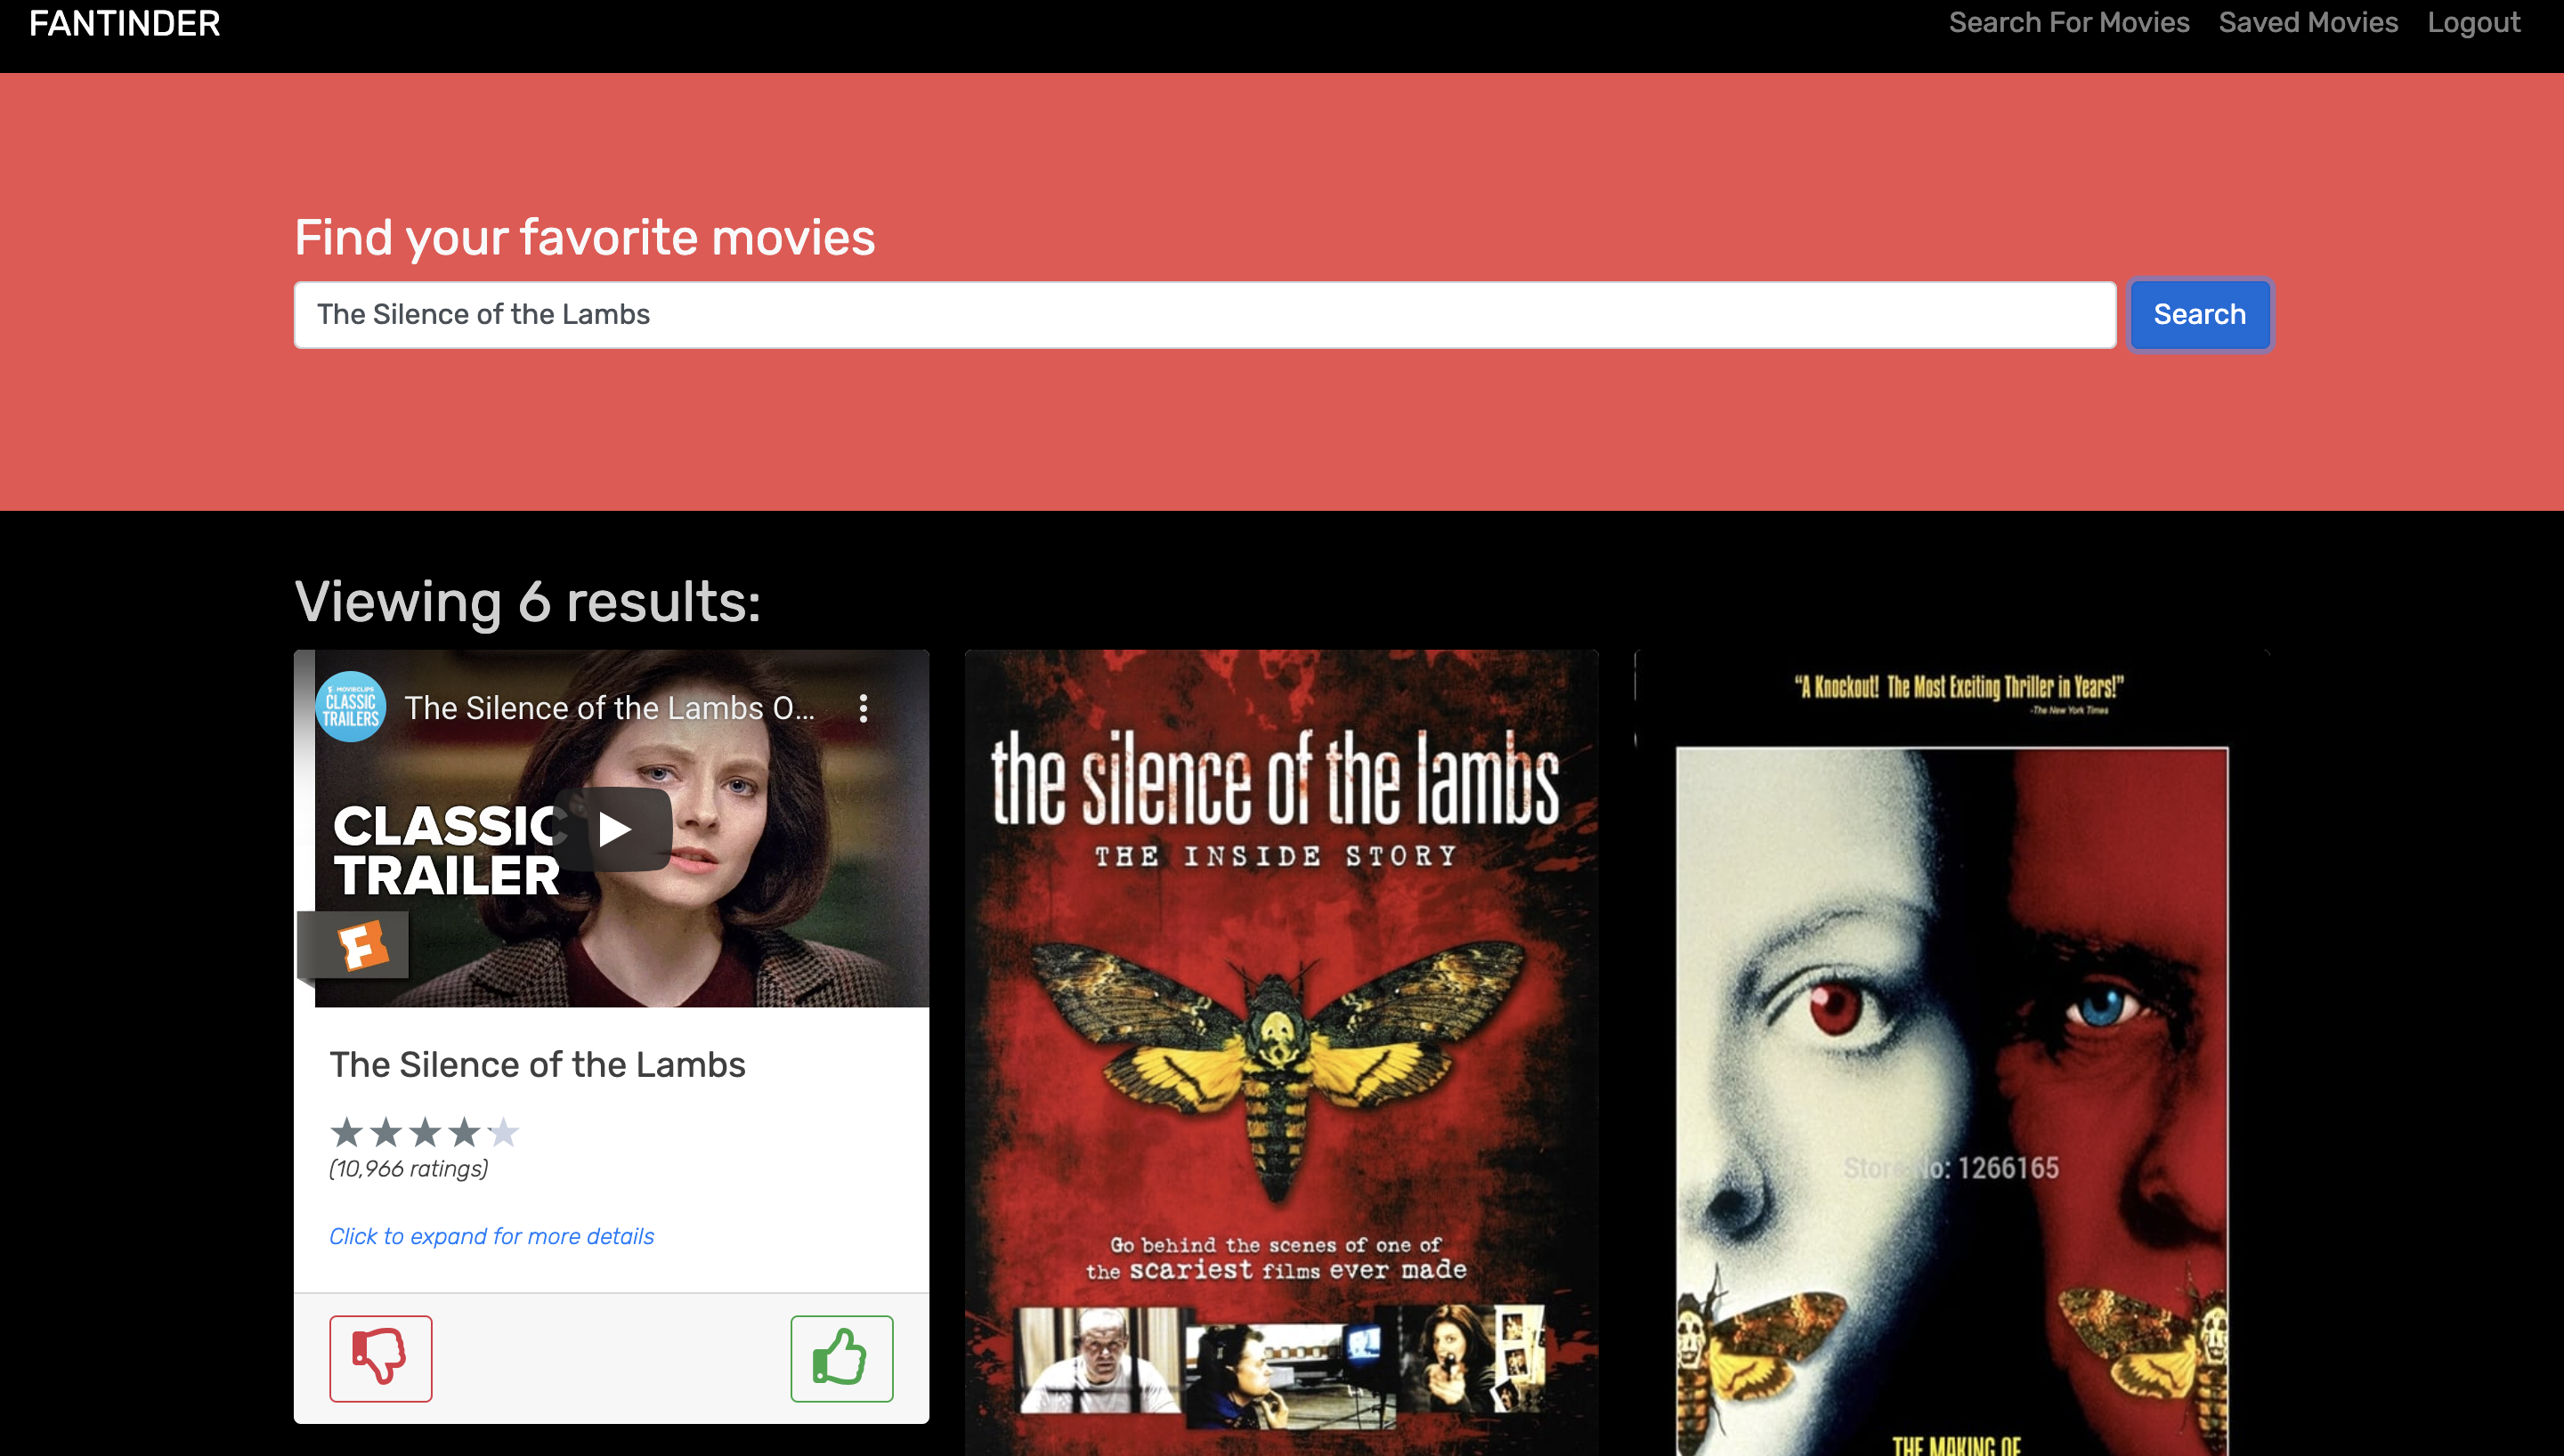 FANTINDER
Search For Movies Saved Movies Logout
Find your favorite movies
The Silence of the Lambs
Search
Viewing 6 results:
MOVIECLIPS
CLASSIC
TRAILERS
The Silence of the Lambs O...
CLASSIC
TRAILER
F
The Silence of the Lambs
(10,966 ratings)
Click to expand for more details
the silence of the lambs
THE INSIDE STORY
Go behind the scenes of one of
the scariest films ever made
“A Knockout! The Most Exciting Thriller in Years!”
-The New York Times
Store No: 1266165
THE MAKING OF